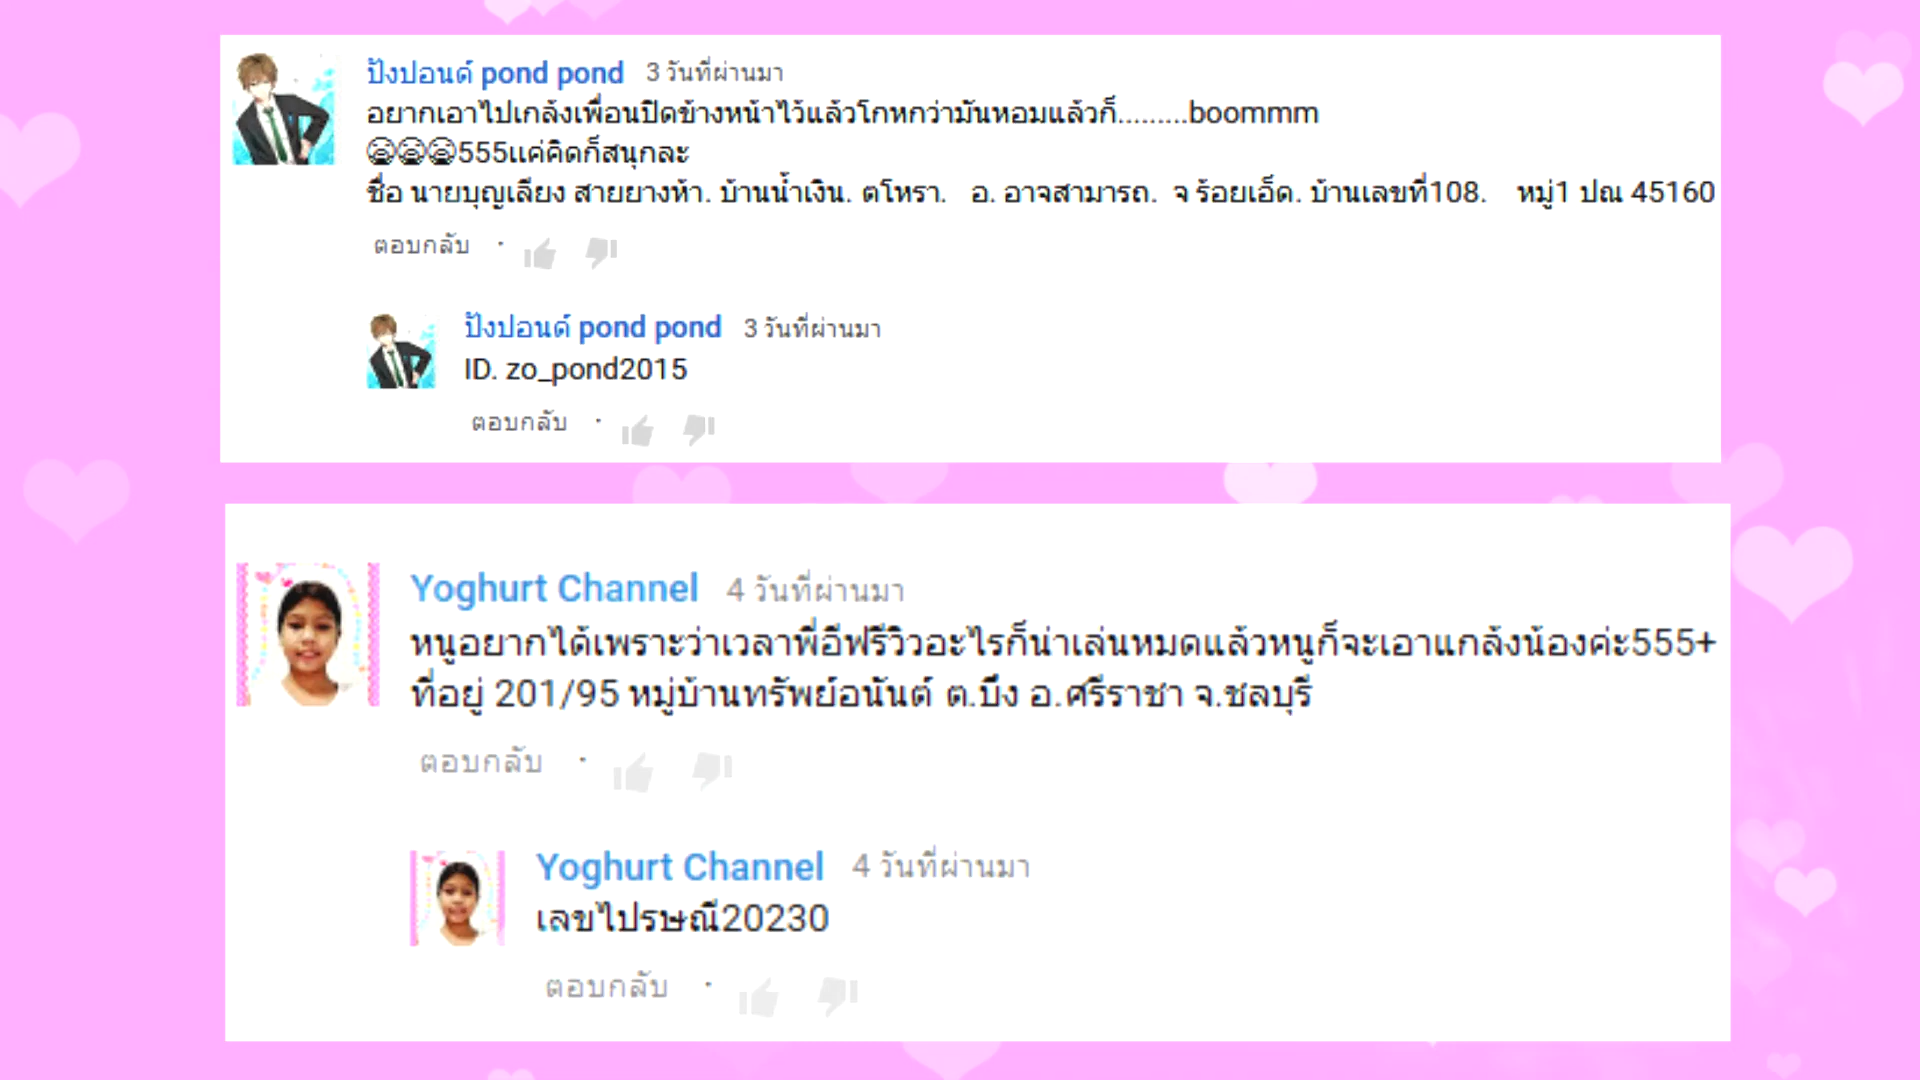 ปังปอนด์ pond pond 3 วันที่ผ่านมา
อยากเอาไปเกล้งเพื่อนปิดข้างหน้าไว้แล้วโกหกว่ามันหอมแล้วก็.........boommm
😭😭😭555แค่คิดก็สนุกละ
ชื่อ นายบุญเลียง สายยางห้า. บ้านน้ำเงิน. ตโหรา. อ. อาจสามารถ. จ ร้อยเอ็ด. บ้านเลขที่108. หมู่1 ปณ 45160
ตอบกลับ ·
ปังปอนด์ pond pond 3 วันที่ผ่านมา
ID. zo_pond2015
ตอบกลับ ·
Yoghurt Channel 4 วันที่ผ่านมา
หนูอยากได้เพราะว่าเวลาพี่อีฟรีวิวอะไรก็น่าเล่นหมดแล้วหนูก็จะเอาแกล้งน้องค่ะ555+
ที่อยู่ 201/95 หมู่บ้านทรัพย์อนันต์ ต.บึง อ.ศรีราชา จ.ชลบุรี
ตอบกลับ ·
Yoghurt Channel 4 วันที่ผ่านมา
เลขไปรษณี20230
ตอบกลับ ·